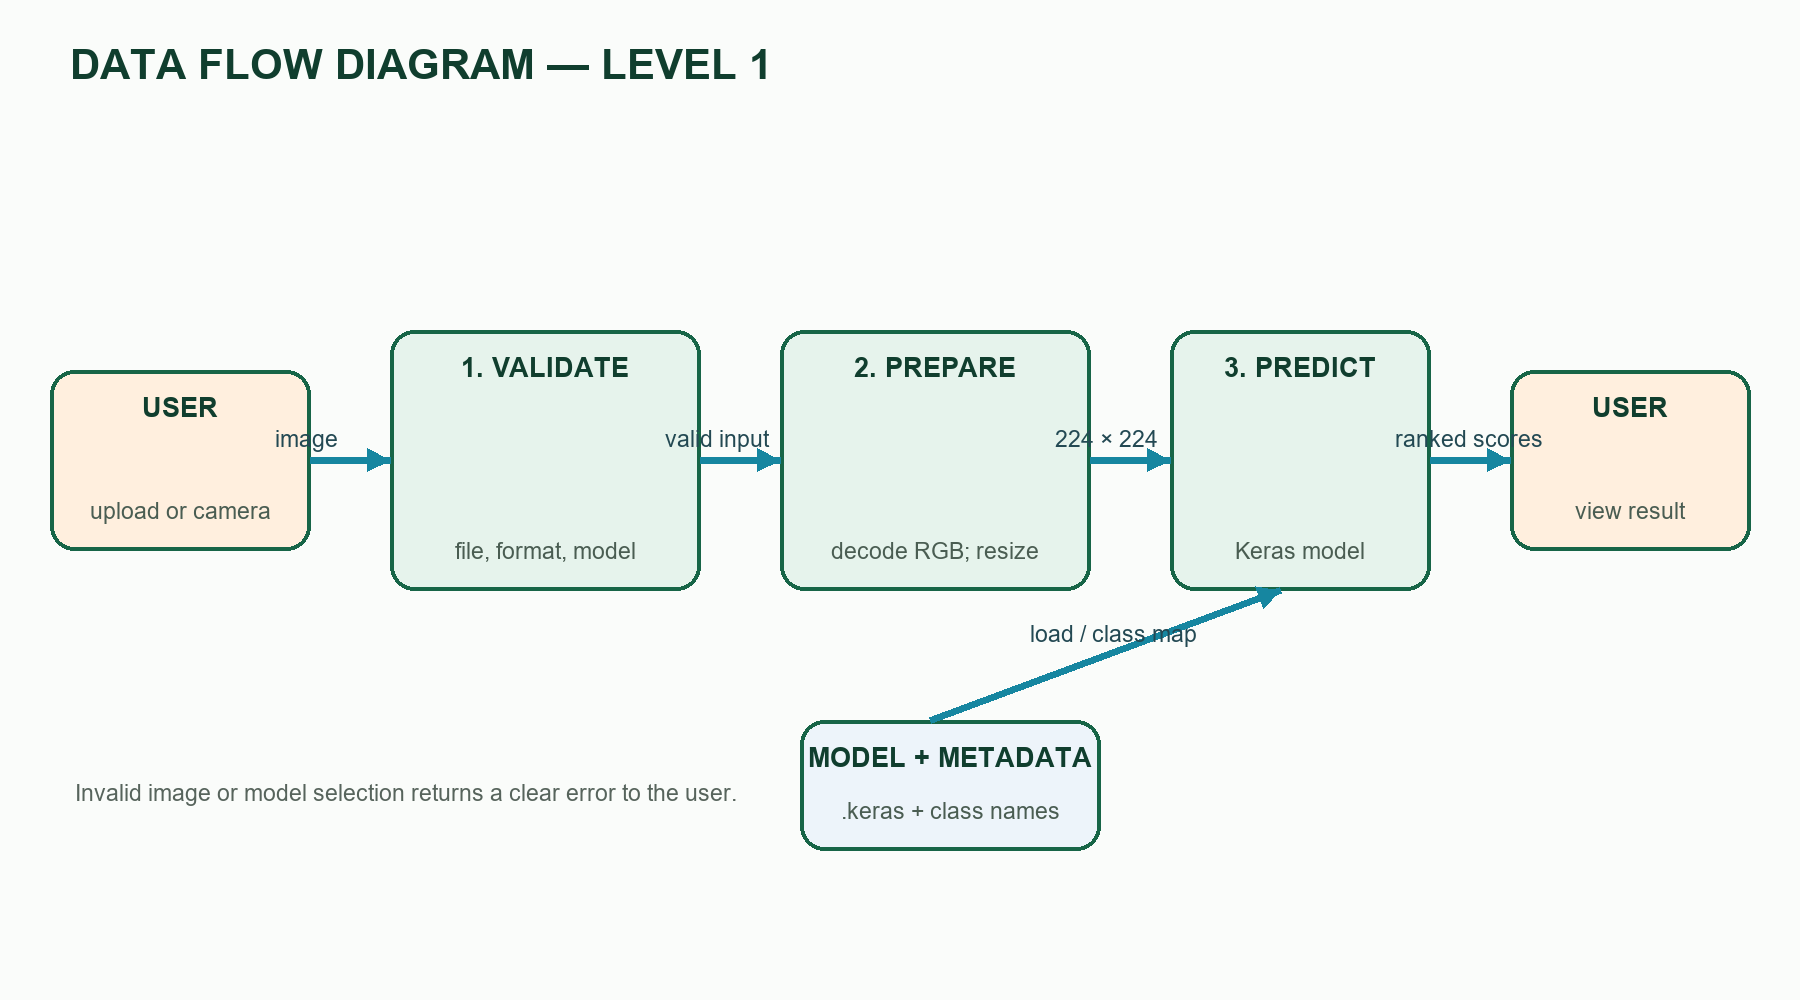 DATA FLOW DIAGRAM — LEVEL 1
USER
upload or camera
image
1. VALIDATE
file, format, model
valid input
2. PREPARE
decode RGB; resize
224 × 224
3. PREDICT
Keras model
ranked scores
USER
view result
load / class map
MODEL + METADATA
.keras + class names
Invalid image or model selection returns a clear error to the user.